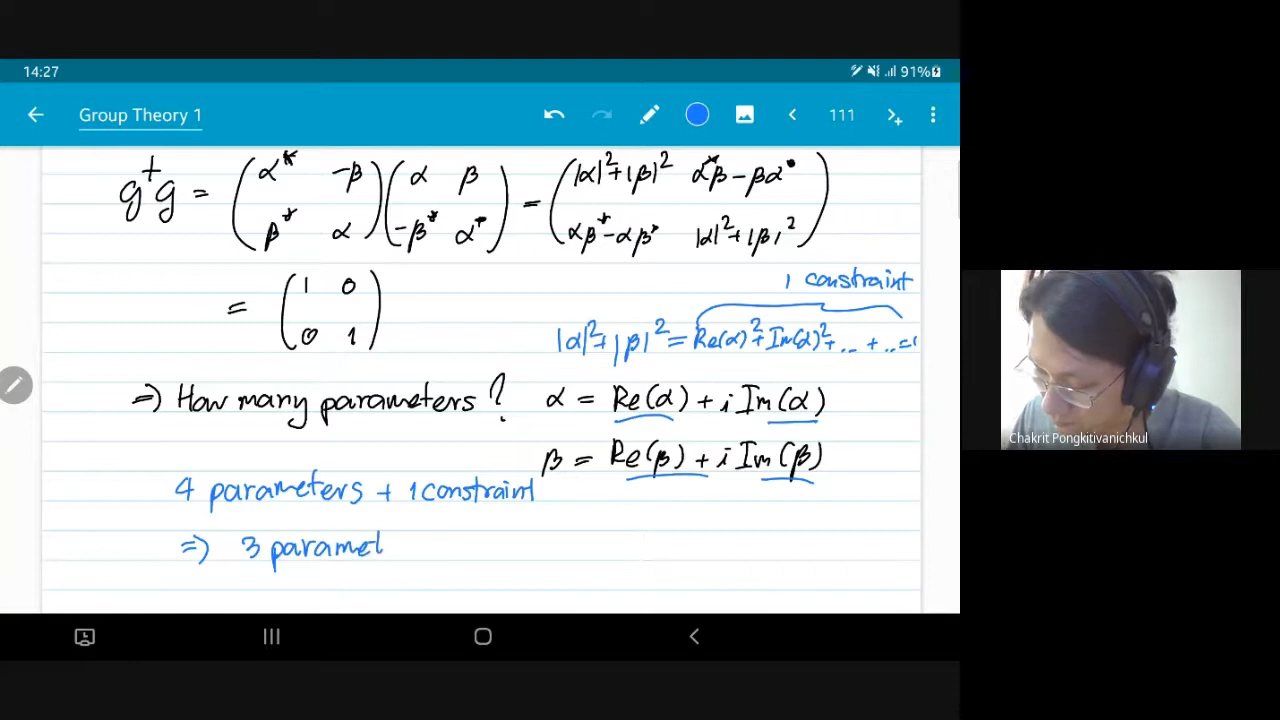 14:27
91%
Group Theory 1
111
g†g = (α* -β) (α β) = (|α|²+|β|² α*β-βα*)
(β* α) (-β* α*) (αβ*-αβ* |α|²+|β|²)
= (1 0)
(0 1)
1 constraint
|α|²+|β|² = Re(α)²+Im(α)²+..+..=1
⇒ How many parameters? α = Re(α) + i Im(α)
β = Re(β) + i Im(β)
4 parameters + 1 constraint
⇒ 3 paramet
Chakrit Pongkitivanichkul